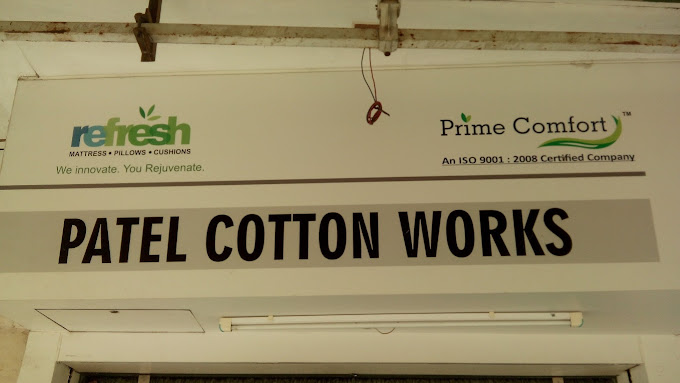 refresh
MATTRESS • PILLOWS • CUSHIONS
We innovate. You Rejuvenate.
Prime Comfort™
An ISO 9001 : 2008 Certified Company
PATEL COTTON WORKS